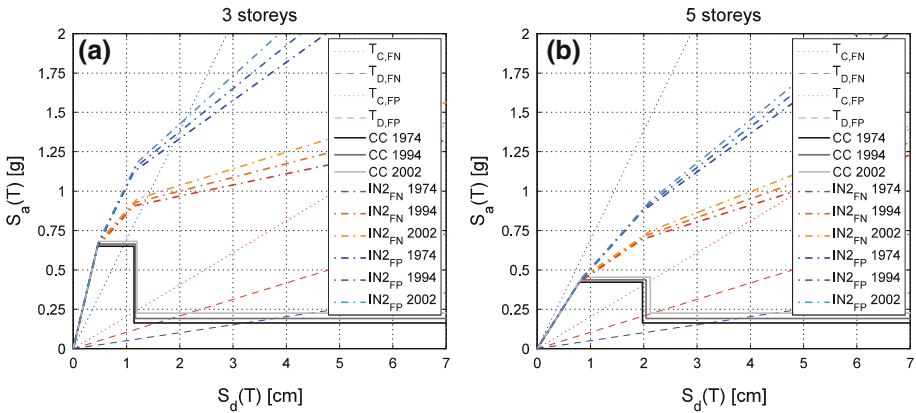 3 storeys
(a)
2
1.75
1.5
1.25
1
0.75
0.5
0.25
0
S_a(T) [g]
0 1 2 3 4 5 6 7
S_d(T) [cm]
T_C,FN
T_D,FN
T_C,FP
T_D,FP
CC 1974
CC 1994
CC 2002
IN2_FN 1974
IN2_FN 1994
IN2_FN 2002
IN2_FP 1974
IN2_FP 1994
IN2_FP 2002
5 storeys
(b)
2
1.75
1.5
1.25
1
0.75
0.5
0.25
0
S_a(T) [g]
0 1 2 3 4 5 6 7
S_d(T) [cm]
T_C,FN
T_D,FN
T_C,FP
T_D,FP
CC 1974
CC 1994
CC 2002
IN2_FN 1974
IN2_FN 1994
IN2_FN 2002
IN2_FP 1974
IN2_FP 1994
IN2_FP 2002